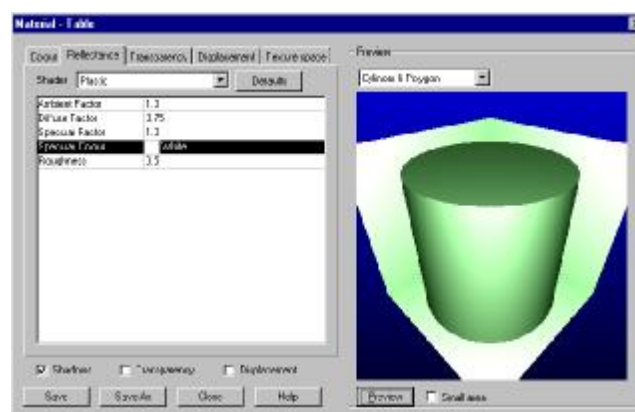 Material - Table
Colour Reflectance Transparency Displacement Texture space
Shader Plastic Defaults
Ambient Factor 1.3
Diffuse Factor 3.75
Specular Factor 1.3
Specular Colour white
Roughness 3.5
Shadows Transparency Displacement
Save Save As Close Help
Preview
Cylinder & Polygon
Preview Small area